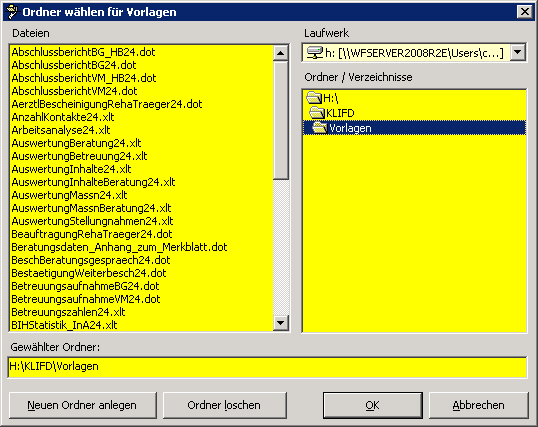 Ordner wählen für Vorlagen
Dateien
AbschlussberichtBG_HB24.dot
AbschlussberichtBG24.dot
AbschlussberichtVM_HB24.dot
AbschlussberichtVM24.dot
AerztlBescheinigungRehaTraeger24.dot
AnzahlKontakte24.xlt
Arbeitsanalyse24.xlt
AuswertungBeratung24.xlt
AuswertungBetreuung24.xlt
AuswertungInhalte24.xlt
AuswertungInhalteBeratung24.xlt
AuswertungMassn24.xlt
AuswertungMassnBeratung24.xlt
AuswertungStellungnahmen24.xlt
BeauftragungRehaTraeger24.dot
Beratungsdaten_Anhang_zum_Merkblatt.dot
BeschBeratungsgespraech24.dot
BestaetigungWeiterbesch24.dot
BetreuungsaufnahmeBG24.dot
BetreuungsaufnahmeVM24.dot
Betreuungszahlen24.xlt
BIHStatistik_InA24.xlt
Laufwerk
h: [\\WFSERVER2008R2E\Users\c...]
Ordner / Verzeichnisse
H:\
KLIFD
Vorlagen
Gewählter Ordner:
H:\KLIFD\Vorlagen
Neuen Ordner anlegen
Ordner löschen
OK
Abbrechen